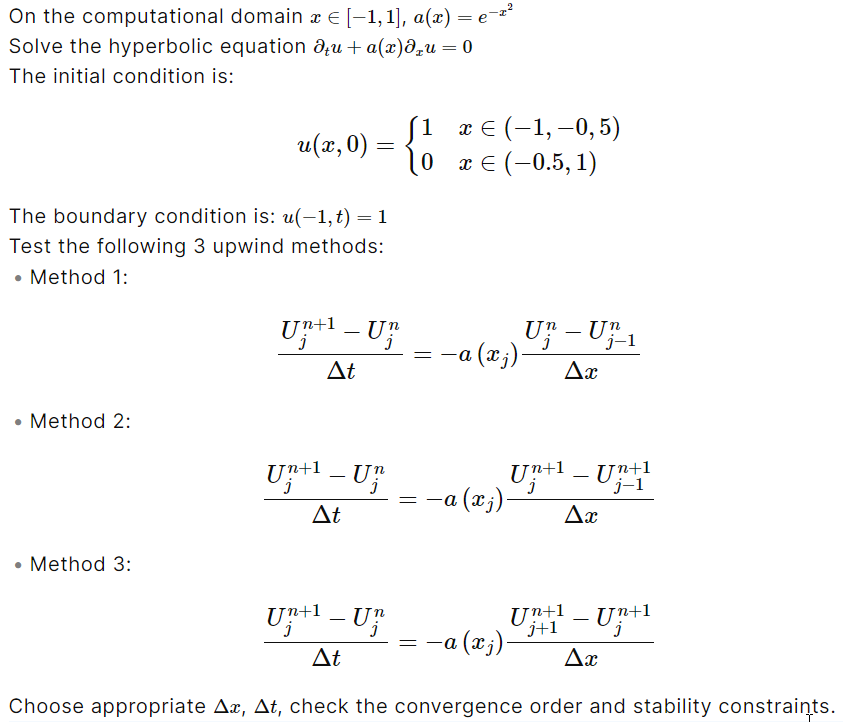 On the computational domain $x \in [-1, 1]$, $a(x) = e^{-x^2}$
Solve the hyperbolic equation $\partial_t u + a(x)\partial_x u = 0$
The initial condition is:
$u(x, 0) = \begin{cases} 1 & x \in (-1, -0, 5) \\ 0 & x \in (-0.5, 1) \end{cases}$
The boundary condition is: $u(-1, t) = 1$
Test the following 3 upwind methods:
• Method 1:
$\frac{U_j^{n+1} - U_j^n}{\Delta t} = -a(x_j) \frac{U_j^n - U_{j-1}^n}{\Delta x}$
• Method 2:
$\frac{U_j^{n+1} - U_j^n}{\Delta t} = -a(x_j) \frac{U_j^{n+1} - U_{j-1}^{n+1}}{\Delta x}$
• Method 3:
$\frac{U_j^{n+1} - U_j^n}{\Delta t} = -a(x_j) \frac{U_{j+1}^{n+1} - U_j^{n+1}}{\Delta x}$
Choose appropriate $\Delta x$, $\Delta t$, check the convergence order and stability constraints.